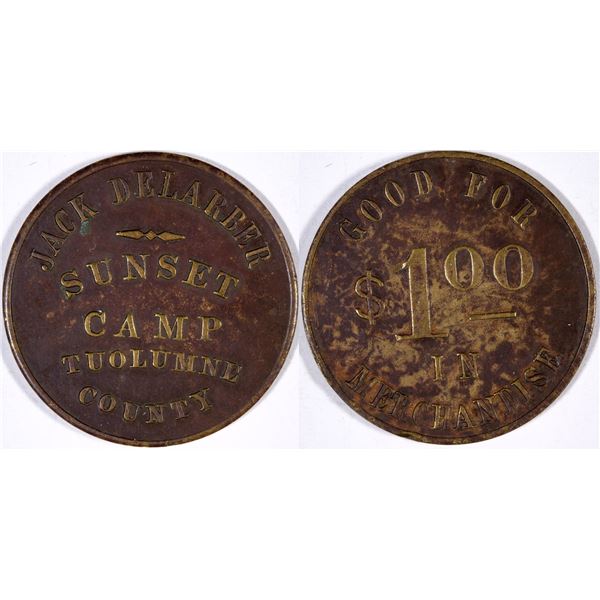 JACK DELARBER
SUNSET
CAMP
TUOLUMNE
COUNTY
GOOD FOR
$1.00
IN
MERCHANDISE